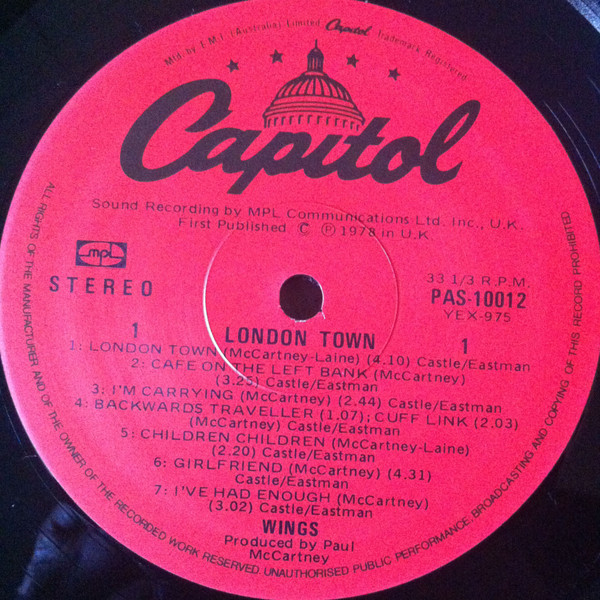 Mfd. by E.M.I. (Australia) Limited Capitol Trademark Registered
Capitol
Sound Recording by MPL Communications Ltd. Inc., U.K.
First Published © ℗ 1978 in U.K.
mpl
33 1/3 R.P.M.
STEREO
PAS-10012
YEX-975
1 LONDON TOWN 1
1: LONDON TOWN (McCartney-Laine) (4.10) Castle/Eastman
2: CAFE ON THE LEFT BANK (McCartney)
(3.25) Castle/Eastman
3: I'M CARRYING (McCartney) (2.44) Castle/Eastman
4: BACKWARDS TRAVELLER (1.07); CUFF LINK (2.03)
(McCartney) Castle/Eastman
5: CHILDREN CHILDREN (McCartney-Laine)
(2.20) Castle/Eastman
6: GIRLFRIEND (McCartney) (4.31)
Castle/Eastman
7: I'VE HAD ENOUGH (McCartney)
(3.02) Castle/Eastman
WINGS
Produced by Paul
McCartney
ALL RIGHTS OF THE MANUFACTURER AND OF THE OWNER OF THE RECORDED WORK RESERVED. UNAUTHORISED PUBLIC PERFORMANCE, BROADCASTING AND COPYING OF THIS RECORD PROHIBITED.